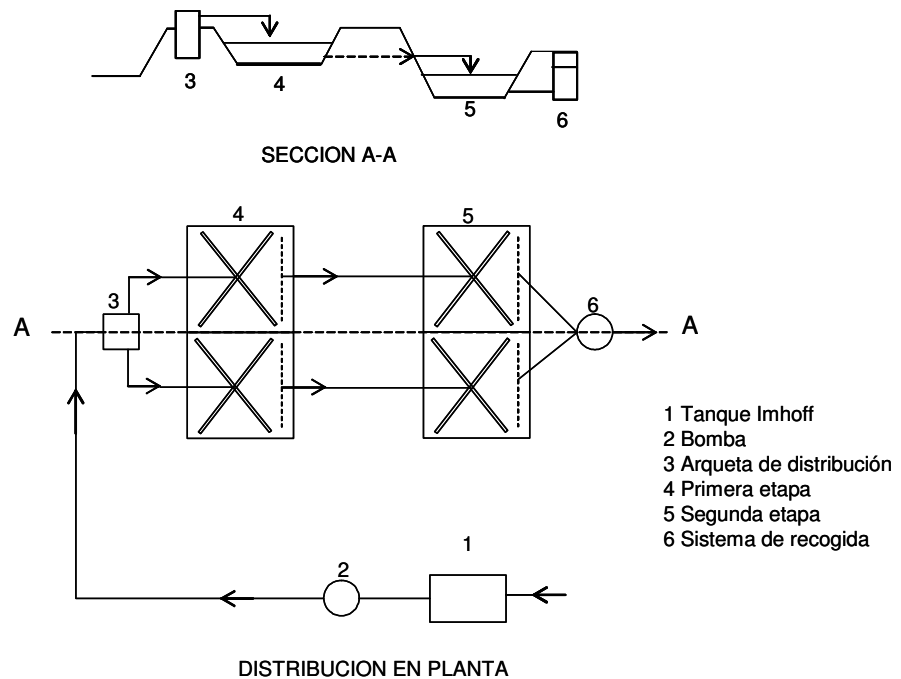 3
4
5
6
SECCION A-A
4
5
3
6
A
A
1 Tanque Imhoff
2 Bomba
3 Arqueta de distribución
4 Primera etapa
5 Segunda etapa
6 Sistema de recogida
1
2
DISTRIBUCION EN PLANTA